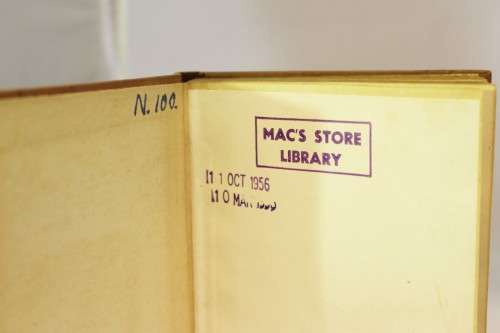 N. 100.
MAC'S STORE
LIBRARY
11 OCT 1956
10 MAR